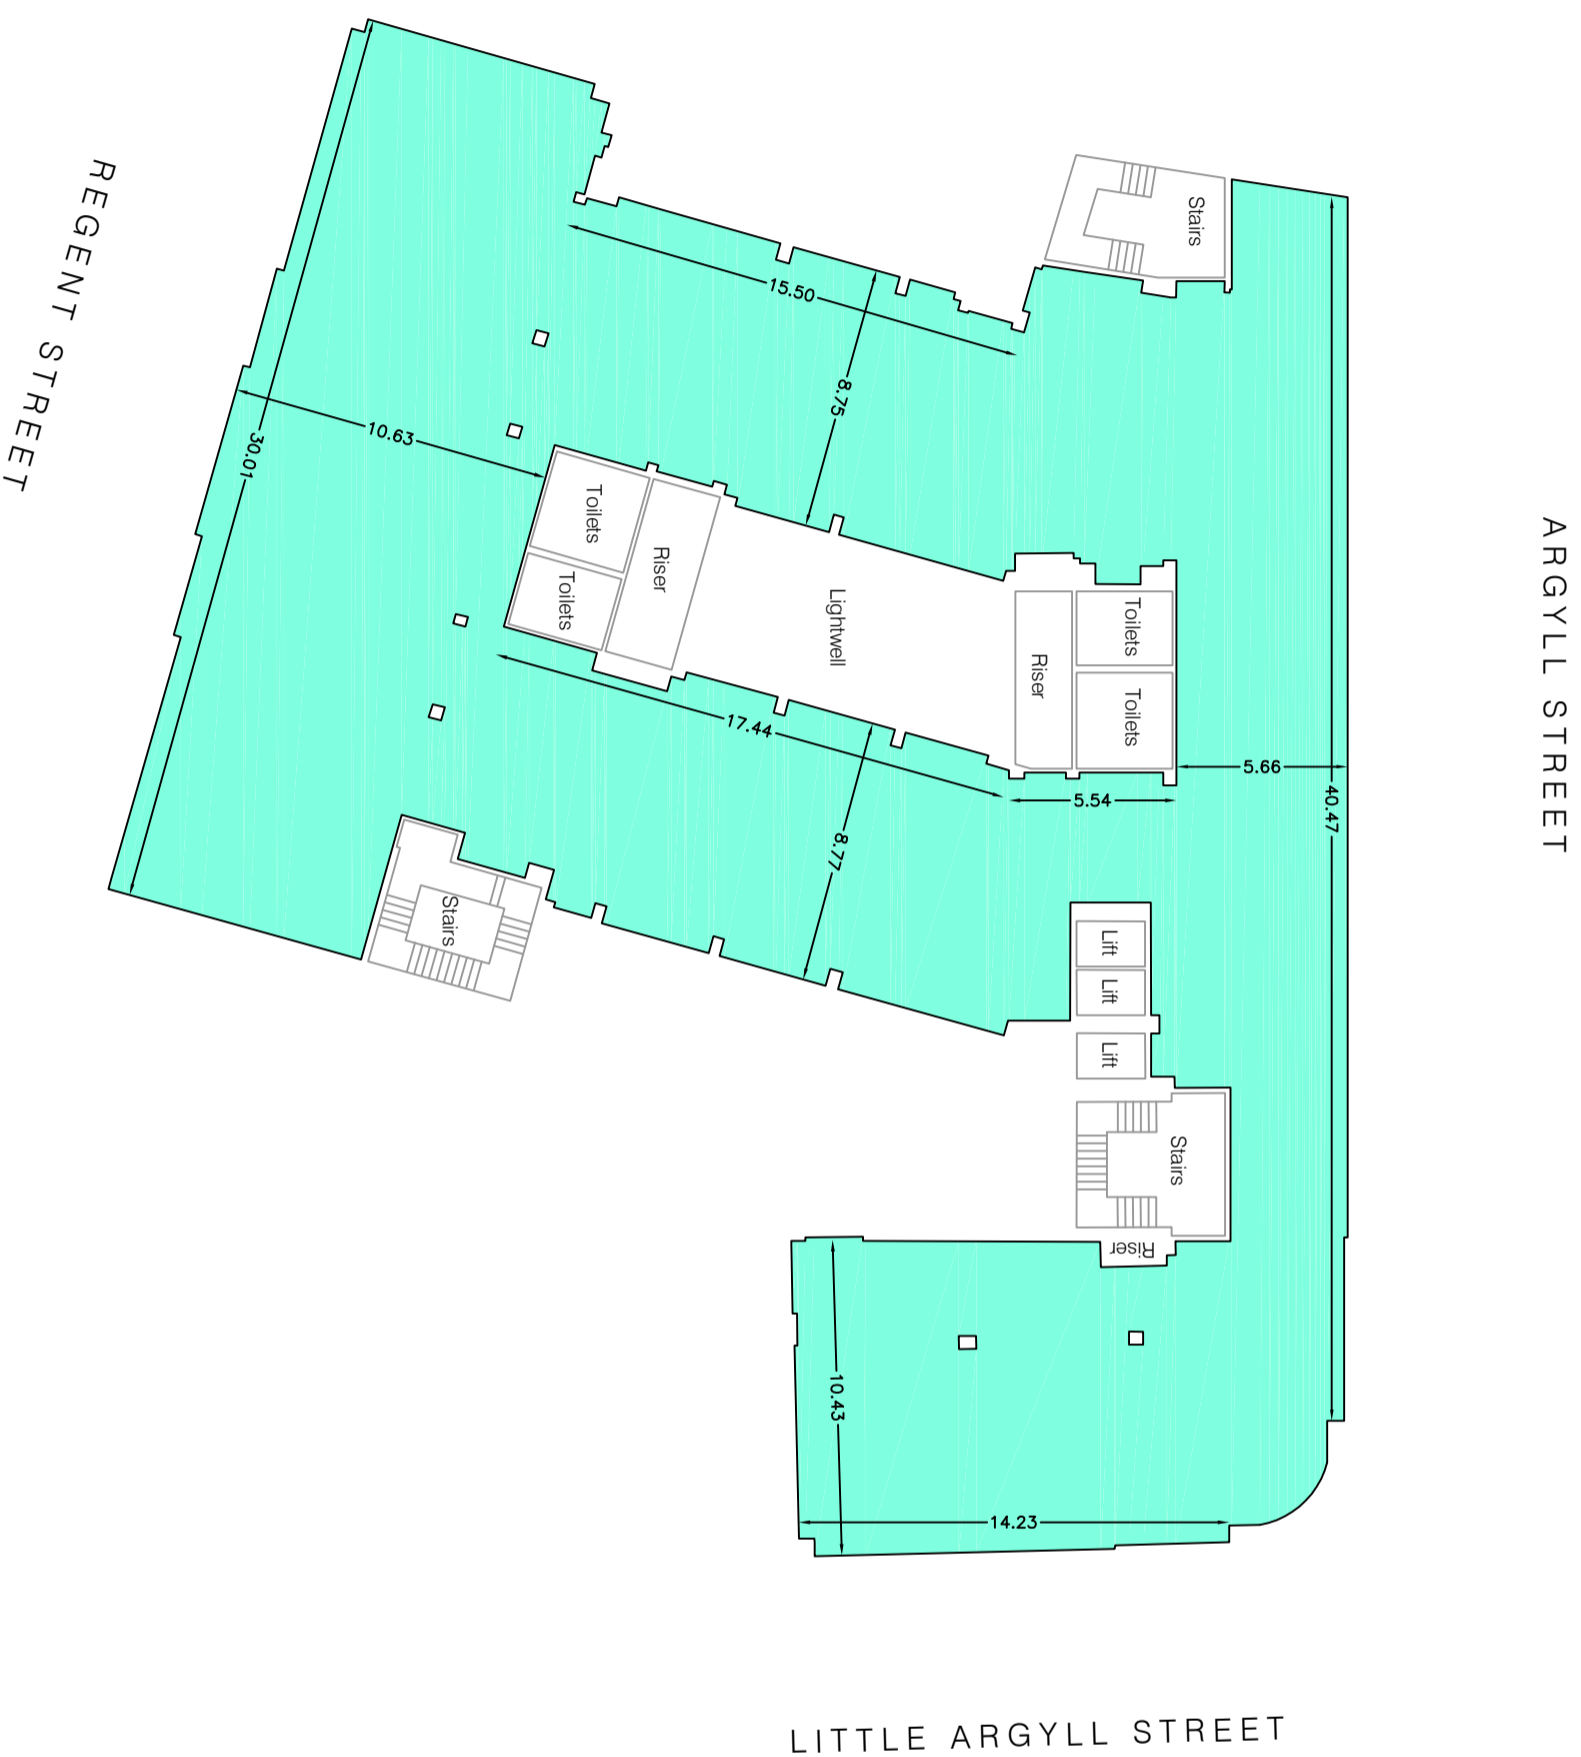 REGENT STREET
ARGYLL STREET
Stairs
15.50
8.75
10.63
30.01
Toilets
Toilets
Riser
Lightwell
Riser
Toilets
Toilets
5.66
17.44
5.54
40.47
8.77
Stairs
Lift
Lift
Lift
Stairs
Riser
10.43
14.23
LITTLE ARGYLL STREET